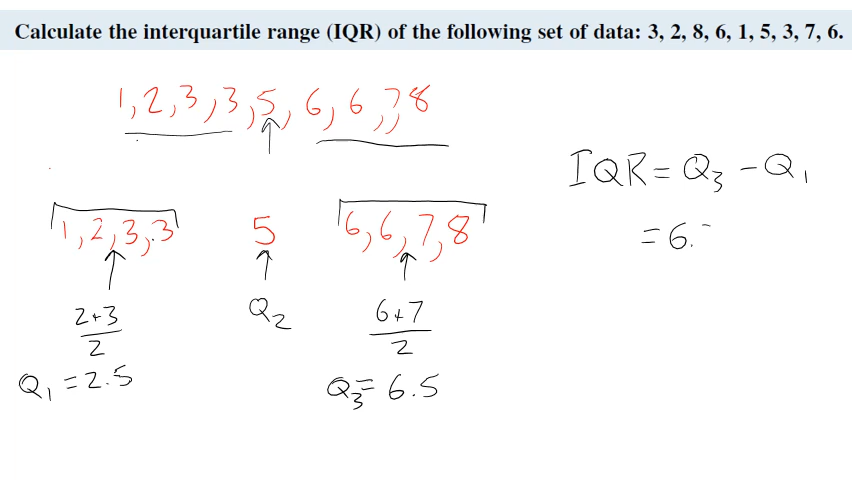 Calculate the interquartile range (IQR) of the following set of data: 3, 2, 8, 6, 1, 5, 3, 7, 6.
1, 2, 3, 3, 5, 6, 6, 7, 8
IQR = Q3 - Q1
= 6.
1, 2, 3, 3 5 6, 6, 7, 8
2+3 Q2 6+7
2 2
Q1 = 2.5 Q3 = 6.5